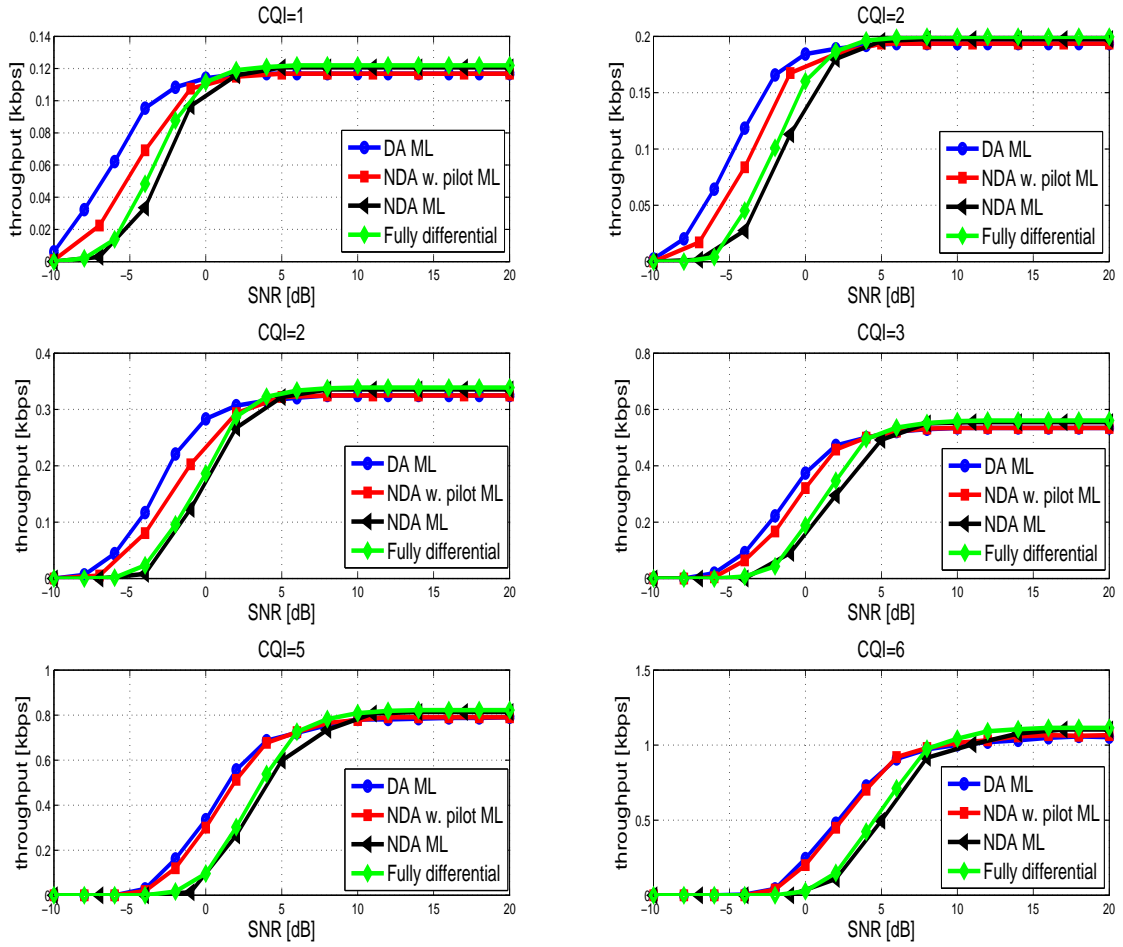 CQI=1
throughput [kbps]
0.14
0.12
0.1
0.08
0.06
0.04
0.02
0
−10 −5 0 5 10 15 20
SNR [dB]
DA ML
NDA w. pilot ML
NDA ML
Fully differential
CQI=2
throughput [kbps]
0.2
0.15
0.1
0.05
0
−10 −5 0 5 10 15 20
SNR [dB]
DA ML
NDA w. pilot ML
NDA ML
Fully differential
CQI=2
throughput [kbps]
0.4
0.3
0.2
0.1
0
−10 −5 0 5 10 15 20
SNR [dB]
DA ML
NDA w. pilot ML
NDA ML
Fully differential
CQI=3
throughput [kbps]
0.8
0.6
0.4
0.2
0
−10 −5 0 5 10 15 20
SNR [dB]
DA ML
NDA w. pilot ML
NDA ML
Fully differential
CQI=5
throughput [kbps]
1
0.8
0.6
0.4
0.2
0
−10 −5 0 5 10 15 20
SNR [dB]
DA ML
NDA w. pilot ML
NDA ML
Fully differential
CQI=6
throughput [kbps]
1.5
1
0.5
0
−10 −5 0 5 10 15 20
SNR [dB]
DA ML
NDA w. pilot ML
NDA ML
Fully differential